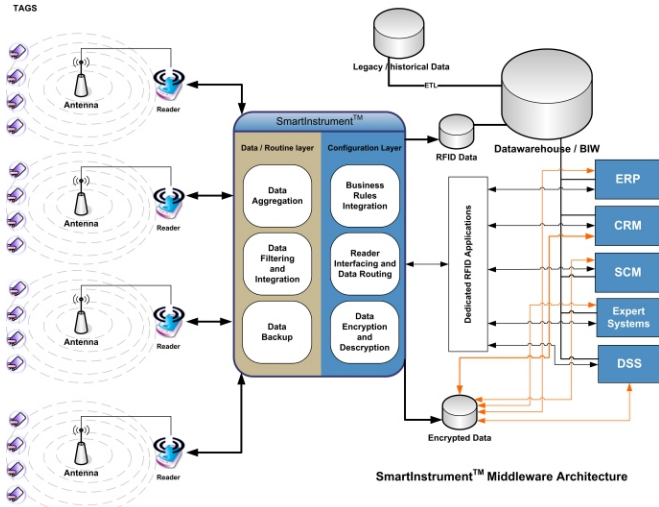 TAGS
Antenna
Reader
Antenna
Reader
Antenna
Reader
Antenna
Reader
SmartInstrument™
Data / Routine layer
Configuration Layer
Data
Aggregation
Business
Rules
Integration
Data
Filtering
and
Integration
Reader
Interfacing and
Data Routing
Data
Backup
Data
Encryption
and
Descryption
Legacy / historical Data
ETL
Datawarehouse / BIW
RFID Data
Dedicated RFID Applications
ERP
CRM
SCM
Expert
Systems
DSS
Encrypted Data
SmartInstrument™ Middleware Architecture